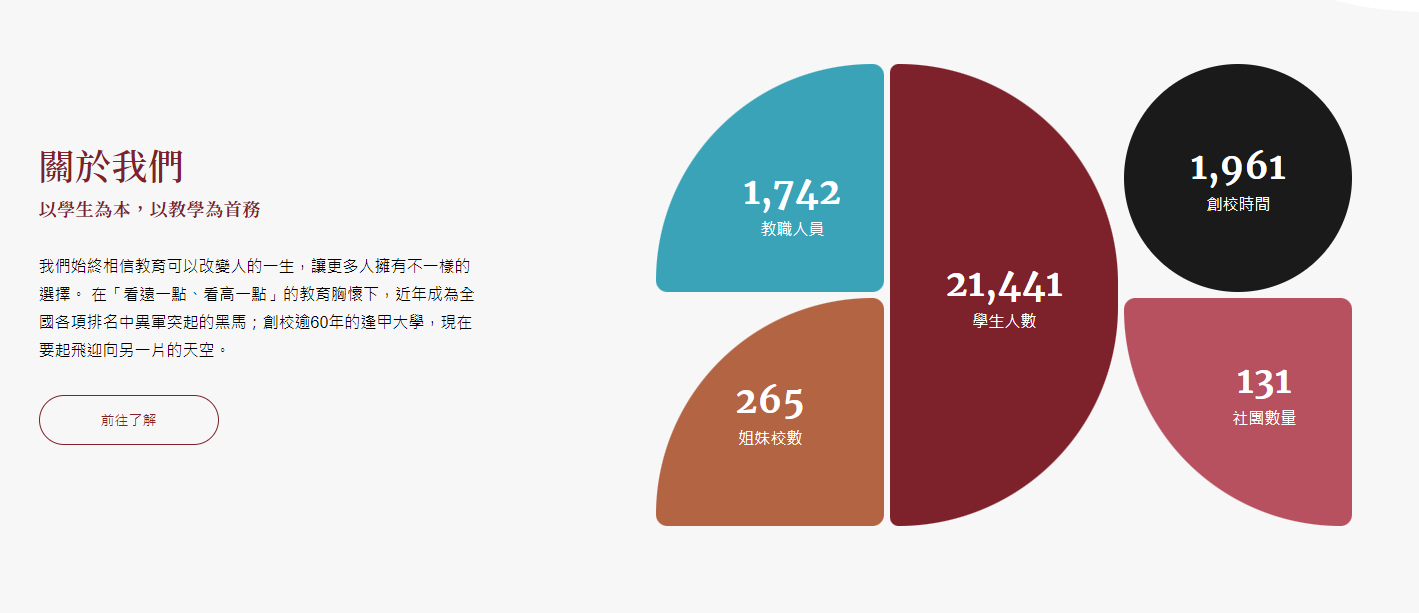 關於我們
以學生為本，以教學為首務
我們始終相信教育可以改變人的一生，讓更多人擁有不一樣的
選擇。 在「看遠一點、看高一點」的教育胸懷下，近年成為全
國各項排名中異軍突起的黑馬；創校逾60年的逢甲大學，現在
要起飛迎向另一片的天空。
前往了解
1,742
教職人員
265
姐妹校數
21,441
學生人數
1,961
創校時間
131
社團數量